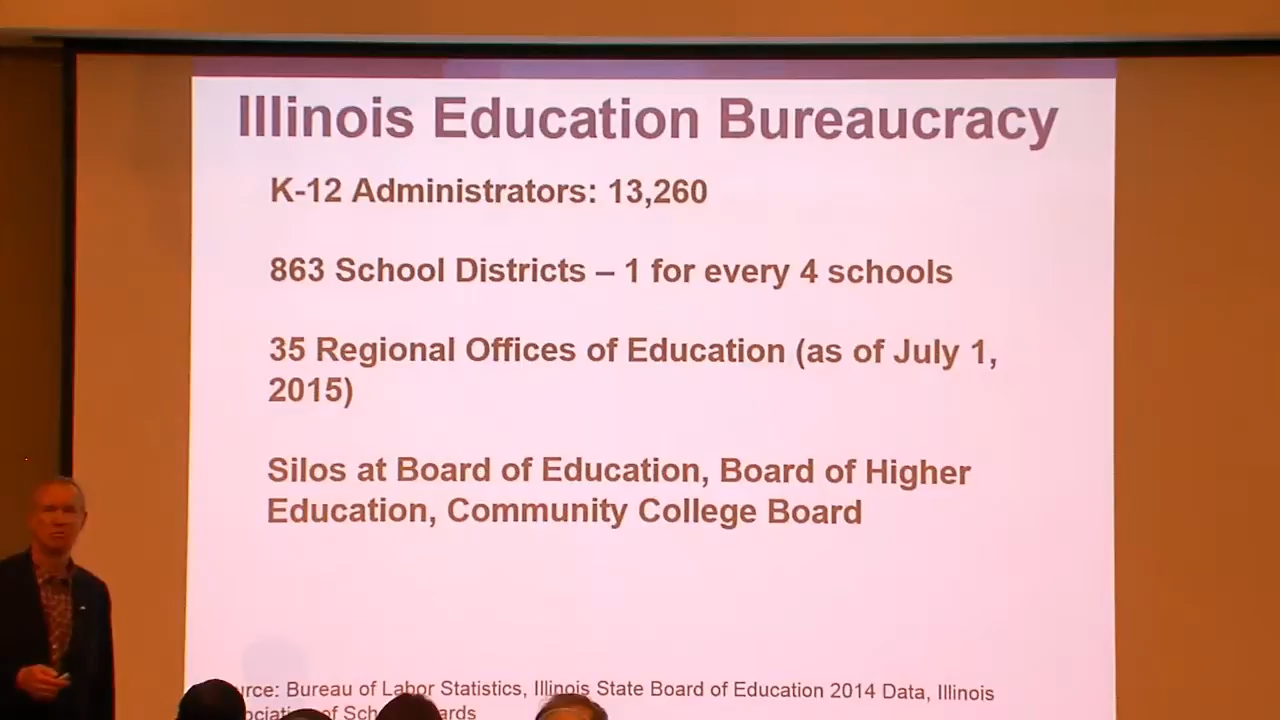 Illinois Education Bureaucracy
K-12 Administrators: 13,260
863 School Districts – 1 for every 4 schools
35 Regional Offices of Education (as of July 1,
2015)
Silos at Board of Education, Board of Higher
Education, Community College Board
Bureau of Labor Statistics, Illinois State Board of Education 2014 Data, Illinois
of